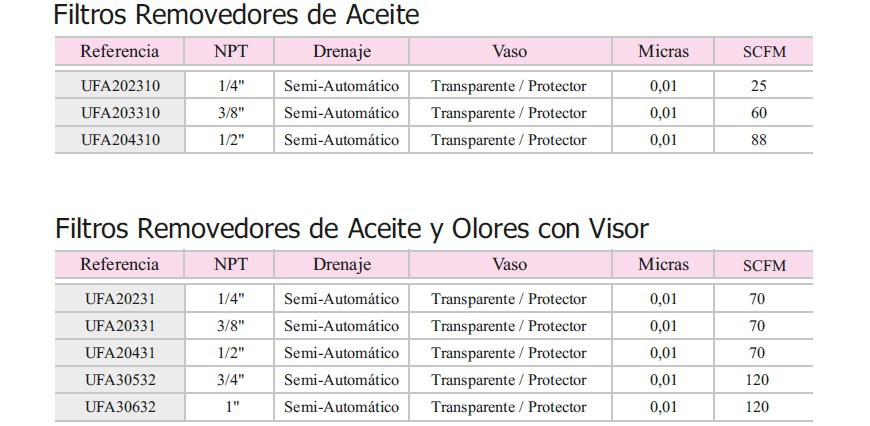 Filtros Removedores de Aceite
Referencia NPT Drenaje Vaso Micras SCFM
UFA202310 1/4" Semi-Automático Transparente / Protector 0,01 25
UFA203310 3/8" Semi-Automático Transparente / Protector 0,01 60
UFA204310 1/2" Semi-Automático Transparente / Protector 0,01 88
Filtros Removedores de Aceite y Olores con Visor
Referencia NPT Drenaje Vaso Micras SCFM
UFA20231 1/4" Semi-Automático Transparente / Protector 0,01 70
UFA20331 3/8" Semi-Automático Transparente / Protector 0,01 70
UFA20431 1/2" Semi-Automático Transparente / Protector 0,01 70
UFA30532 3/4" Semi-Automático Transparente / Protector 0,01 120
UFA30632 1" Semi-Automático Transparente / Protector 0,01 120